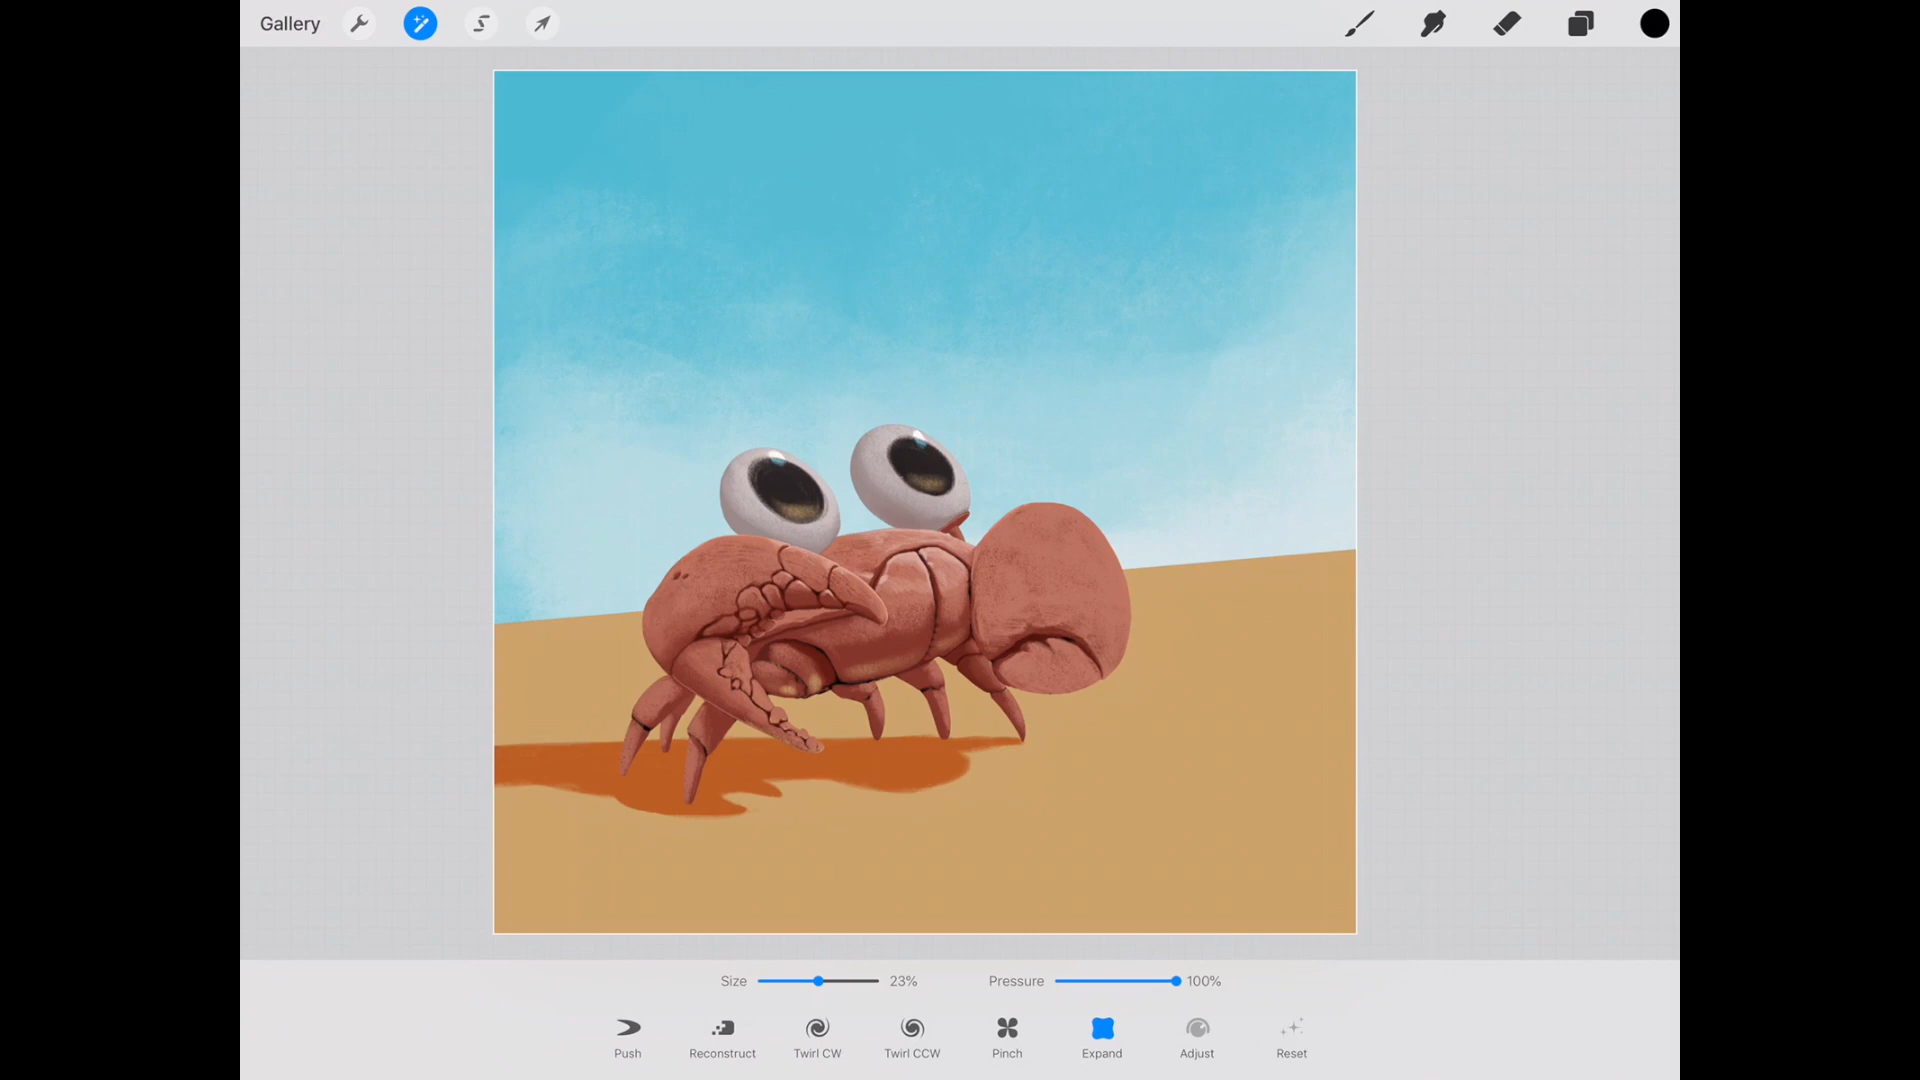 Gallery
Size 23% Pressure 100%
Push Reconstruct Twirl CW Twirl CCW Pinch Expand Adjust Reset